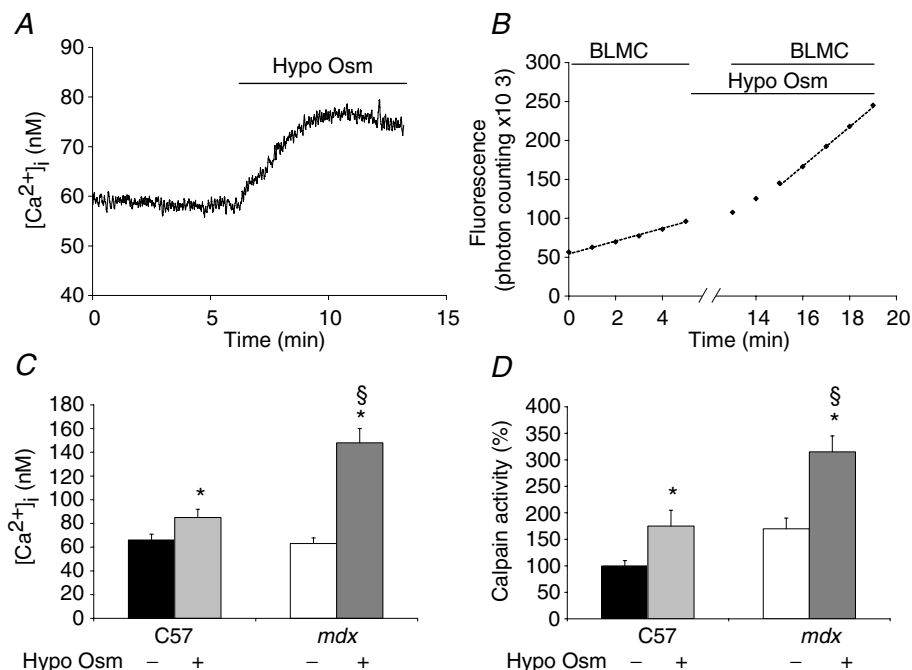 A
[Ca2+]i (nM)
90
80
70
60
50
40
Hypo Osm
0 5 10 15
Time (min)
B
BLMC BLMC
Hypo Osm
Fluorescence
(photon counting x10 3)
300
250
200
150
100
50
0
0 2 4 14 16 18 20
Time (min)
C
[Ca2+]i (nM)
180
160
140
120
100
80
60
40
20
0
*
§
*
C57 mdx
Hypo Osm – + – +
D
Calpain activity (%)
400
350
300
250
200
150
100
50
0
*
§
*
C57 mdx
Hypo Osm – + – +